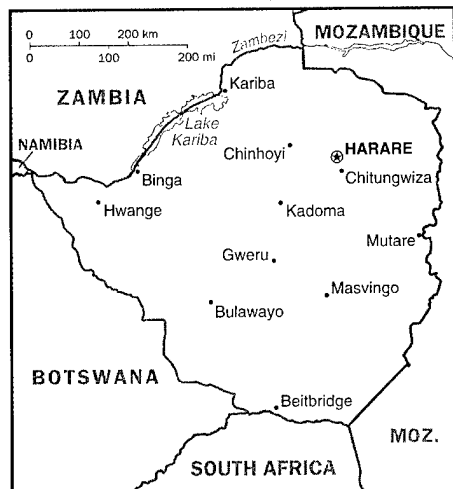 0 100 200 km
0 100 200 mi
MOZAMBIQUE
Zambezi
ZAMBIA
Kariba
Lake
Kariba
NAMIBIA
Chinhoyi
HARARE
Chitungwiza
Binga
Hwange
Kadoma
Mutare
Gweru
Masvingo
Bulawayo
BOTSWANA
Beitbridge
MOZ.
SOUTH AFRICA